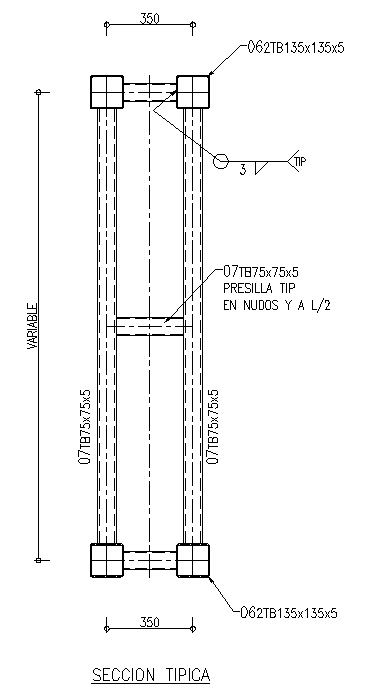 350
062TB135x135x5
TIP
3
07TB75x75x5
PRESILLA TIP
EN NUDOS Y A L/2
VARIABLE
07TB75x75x5
07TB75x75x5
062TB135x135x5
350
SECCION TIPICA